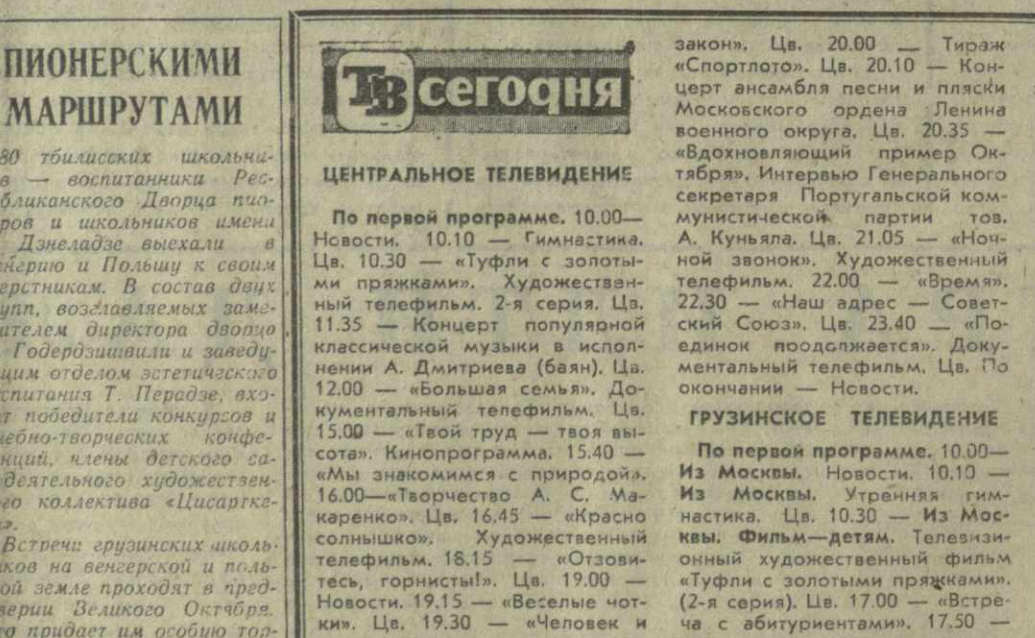 ПИОНЕРСКИМИ
МАРШРУТАМИ
80 тбилисских школьни-
в — воспитанники Рес-
бликанского Дворца пио-
ров и школьников имени
Дзнеладзе выехали в
нгрию и Польшу к своим
ерстникам. В состав двух
упп, возглавляемых заме-
ителем директора дворца
Годердзишвили и заведу-
щим отделом эстетического
спитания Т. Перадзе, вхо-
т победители конкурсов и
чебно-творческих конфе-
нций, члены детского са-
деятельного художествен-
го коллектива «Цисартке-
».
Встречи грузинских школь-
ков на венгерской и поль-
ой земле проходят в пред-
верии Великого Октября.
то придает им особую тор-
ТВ сегодня
ЦЕНТРАЛЬНОЕ ТЕЛЕВИДЕНИЕ
По первой программе. 10.00—
Новости. 10.10 — Гимнастика.
Цв. 10.30 — «Туфли с золоты-
ми пряжками». Художествен-
ный телефильм. 2-я серия. Цв.
11.35 — Концерт популярной
классической музыки в испол-
нении А. Дмитриева (баян). Цв.
12.00 — «Большая семья». До-
кументальный телефильм. Цв.
15.00 — «Твой труд — твоя вы-
сота». Кинопрограмма. 15.40 —
«Мы знакомимся с природой».
16.00—«Творчество А. С. Ма-
каренко». Цв. 16.45 — «Красно
солнышко». Художественный
телефильм. 18.15 — «Отзови-
тесь, горнисты!». Цв. 19.00 —
Новости. 19.15 — «Веселые нот-
ки». Цв. 19.30 — «Человек и
закон». Цв. 20.00 — Тираж
«Спортлото». Цв. 20.10 — Кон-
церт ансамбля песни и пляски
Московского ордена Ленина
военного округа. Цв. 20.35 —
«Вдохновляющий пример Ок-
тября». Интервью Генерального
секретаря Португальской ком-
мунистической партии тов.
А. Куньяла. Цв. 21.05 — «Ноч-
ной звонок». Художественный
телефильм. 22.00 — «Время».
22.30 — «Наш адрес — Совет-
ский Союз». Цв. 23.40 — «По-
единок продолжается». Доку-
ментальный телефильм. Цв. По
окончании — Новости.
ГРУЗИНСКОЕ ТЕЛЕВИДЕНИЕ
По первой программе. 10.00—
Из Москвы. Новости. 10.10 —
Из Москвы. Утренняя гим-
настика. Цв. 10.30 — Из Мос-
квы. Фильм—детям. Телевизи-
онный художественный фильм
«Туфли с золотыми пряжками».
(2-я серия). Цв. 17.00 — «Встре-
ча с абитуриентами». 17.50 —